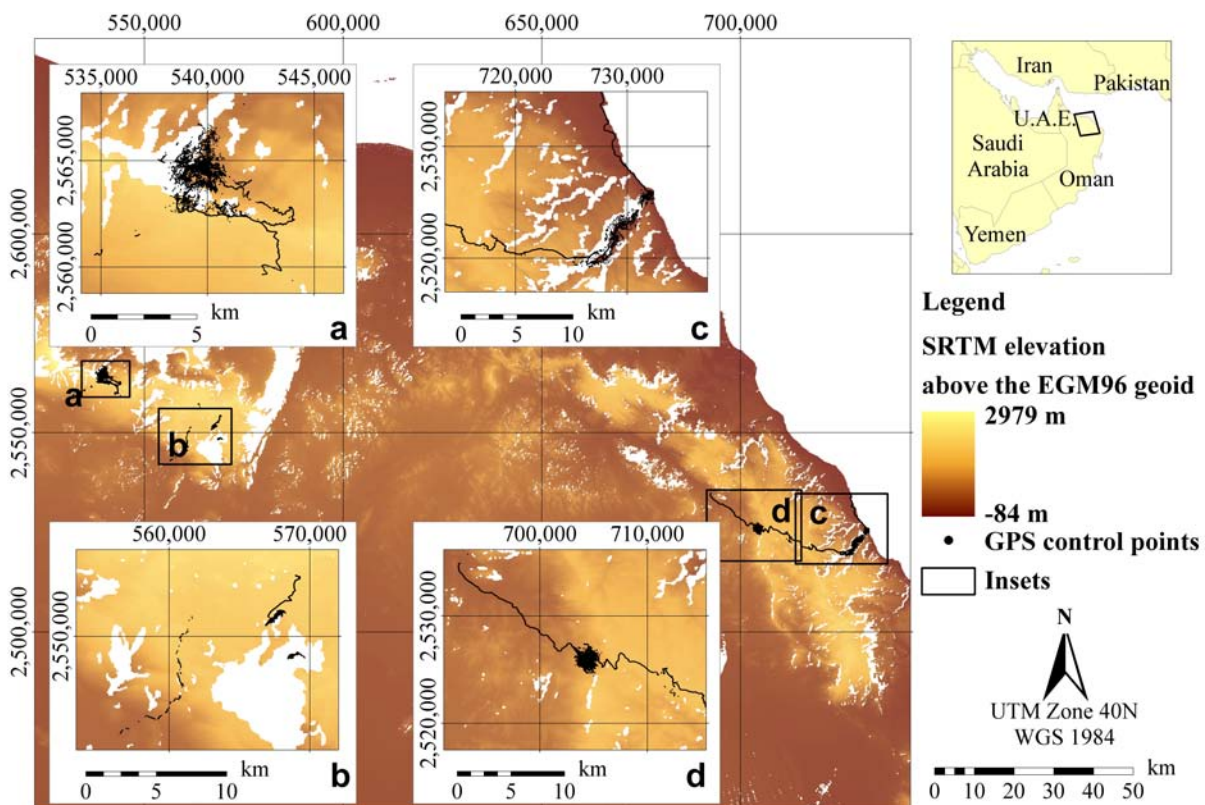 550,000
600,000
650,000
700,000
535,000
540,000
545,000
2,565,000
2,560,000
km
0
5
a
720,000
730,000
2,530,000
2,520,000
km
0
10
c
2,600,000
2,550,000
2,500,000
a
b
d
c
560,000
570,000
2,550,000
km
0
5
10
b
700,000
710,000
2,530,000
2,520,000
km
0
5
10
d
Iran
Pakistan
U.A.E.
Saudi
Arabia
Oman
Yemen
Legend
SRTM elevation
above the EGM96 geoid
2979 m
-84 m
GPS control points
Insets
N
UTM Zone 40N
WGS 1984
km
0 10 20 30 40 50